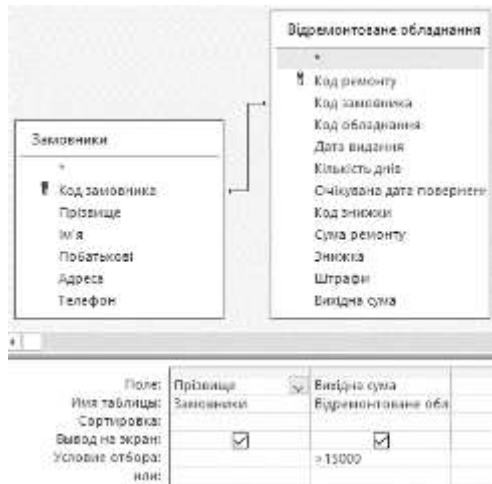 Відремонтоване обладнання
*
Код ремонту
Код замовника
Код обладнання
Дата видання
Кількість днів
Очікувана дата поверненн
Код знижки
Сума ремонту
Знижка
Штрафи
Вихідна сума
Замовники
*
Код замовника
Прізвище
Ім'я
Побатькові
Адреса
Телефон
Поле: Прізвище Вихідна сума
Имя таблицы: Замовники Відремонтоване обл
Сортировка:
Вывод на экран:
Условие отбора: >15000
или: